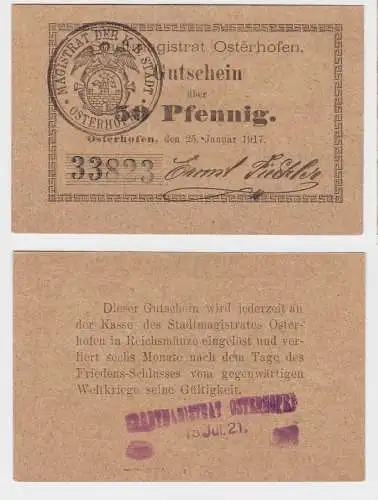 MAGISTRAT DER K.B. STADT
OSTERHOFEN
Magistrat Osterhofen.
Gutschein
über
50 Pfennig.
Osterhofen, den 25. Januar 1917.
33823
Dieser Gutschein wird jederzeit an
der Kasse des Stadtmagistrates Oster-
hofen in Reichsmünze eingelöst und ver-
liert sechs Monate nach dem Tage des
Friedens-Schlusses vom gegenwärtigen
Weltkriege seine Gültigkeit.
STADTMAGISTRAT OSTERHOFEN
13 Jul. 21.